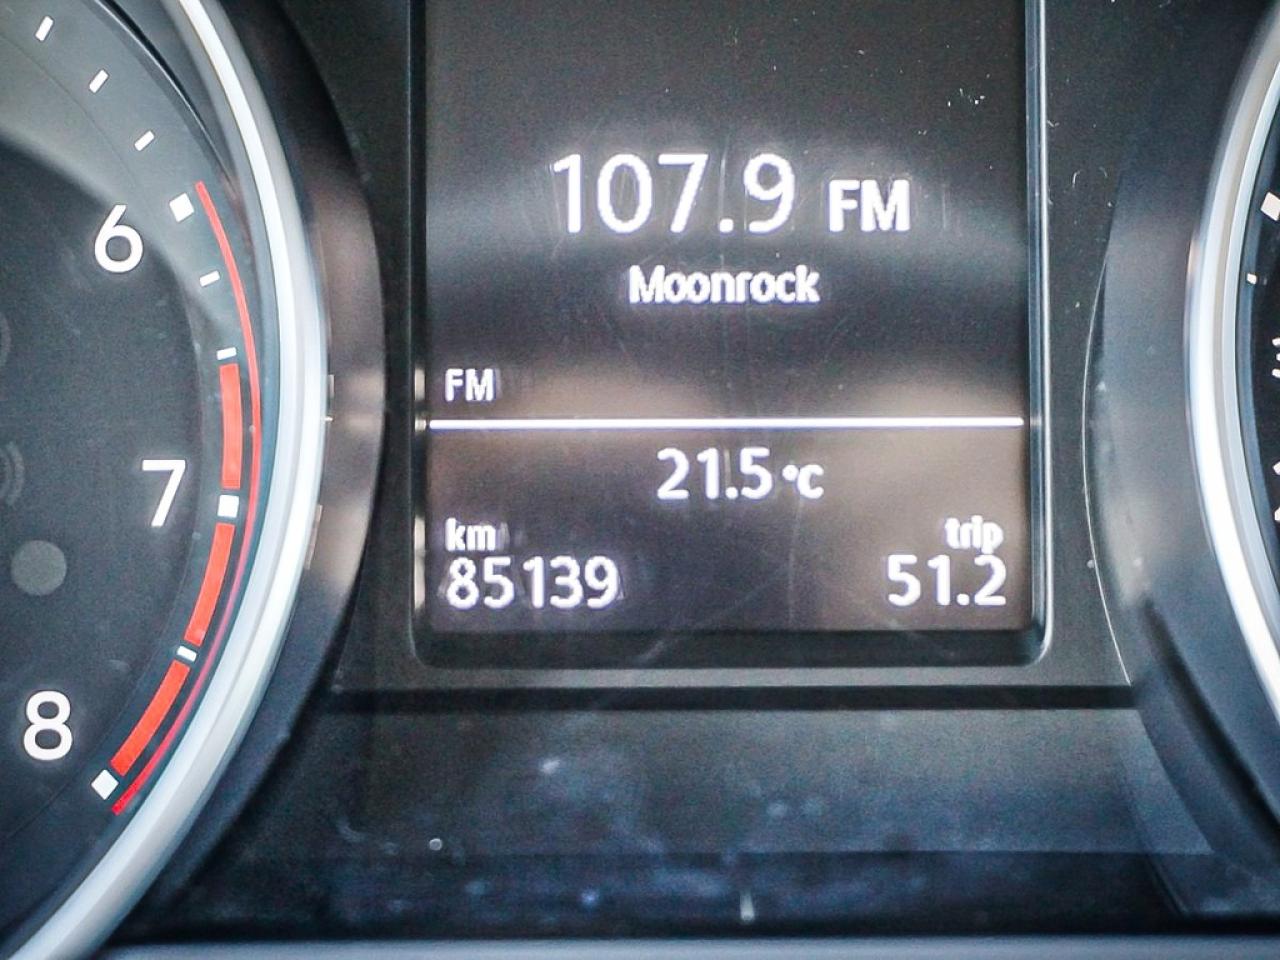 107.9 FM
Moonrock
FM
21.5 °C
km trip
85139 51.2
6
7
8